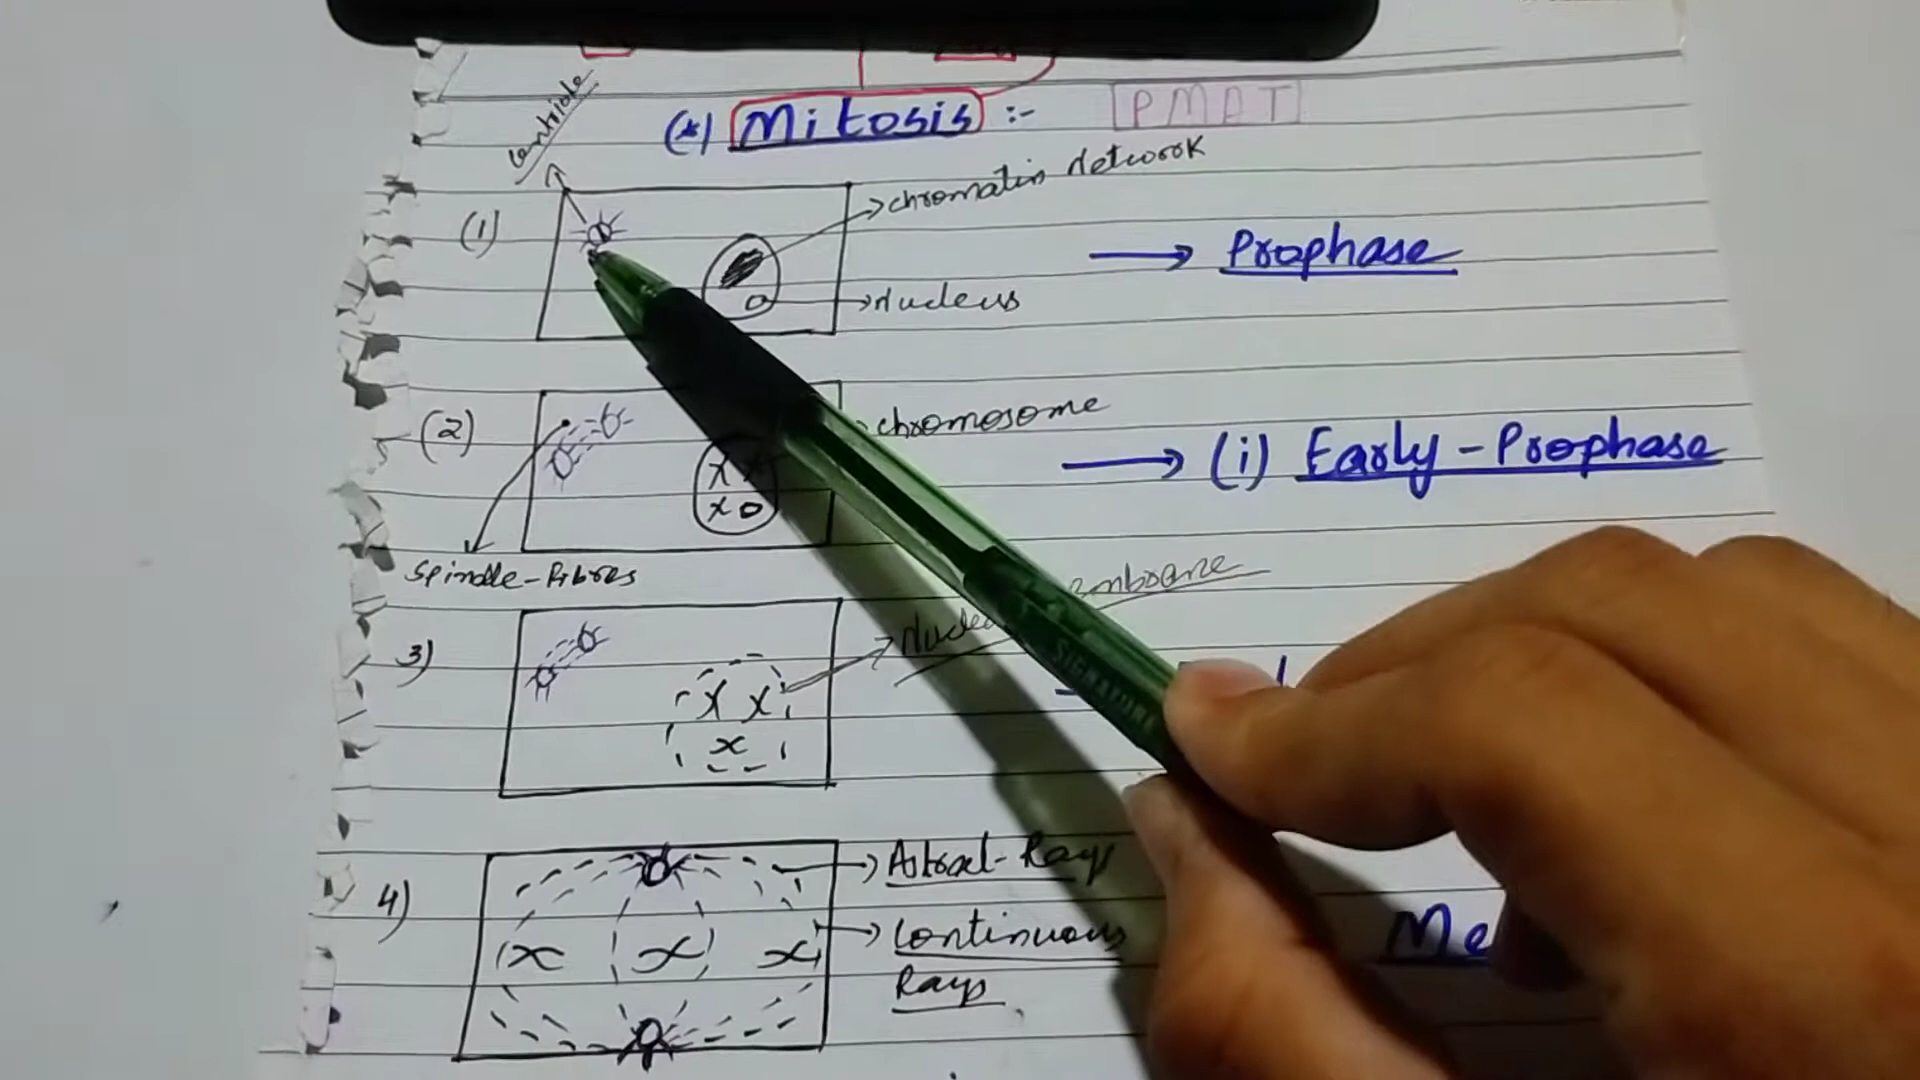 (*) Mitosis :- PMAT
Centriole
chromatin network
(1)
→ Prophase
Nucleus
(2)
chromosome
→ (i) Early-Prophase
Spindle-Fibres
3)
4)
Astral-Rays
Continuous
Rays
SIGNATURE